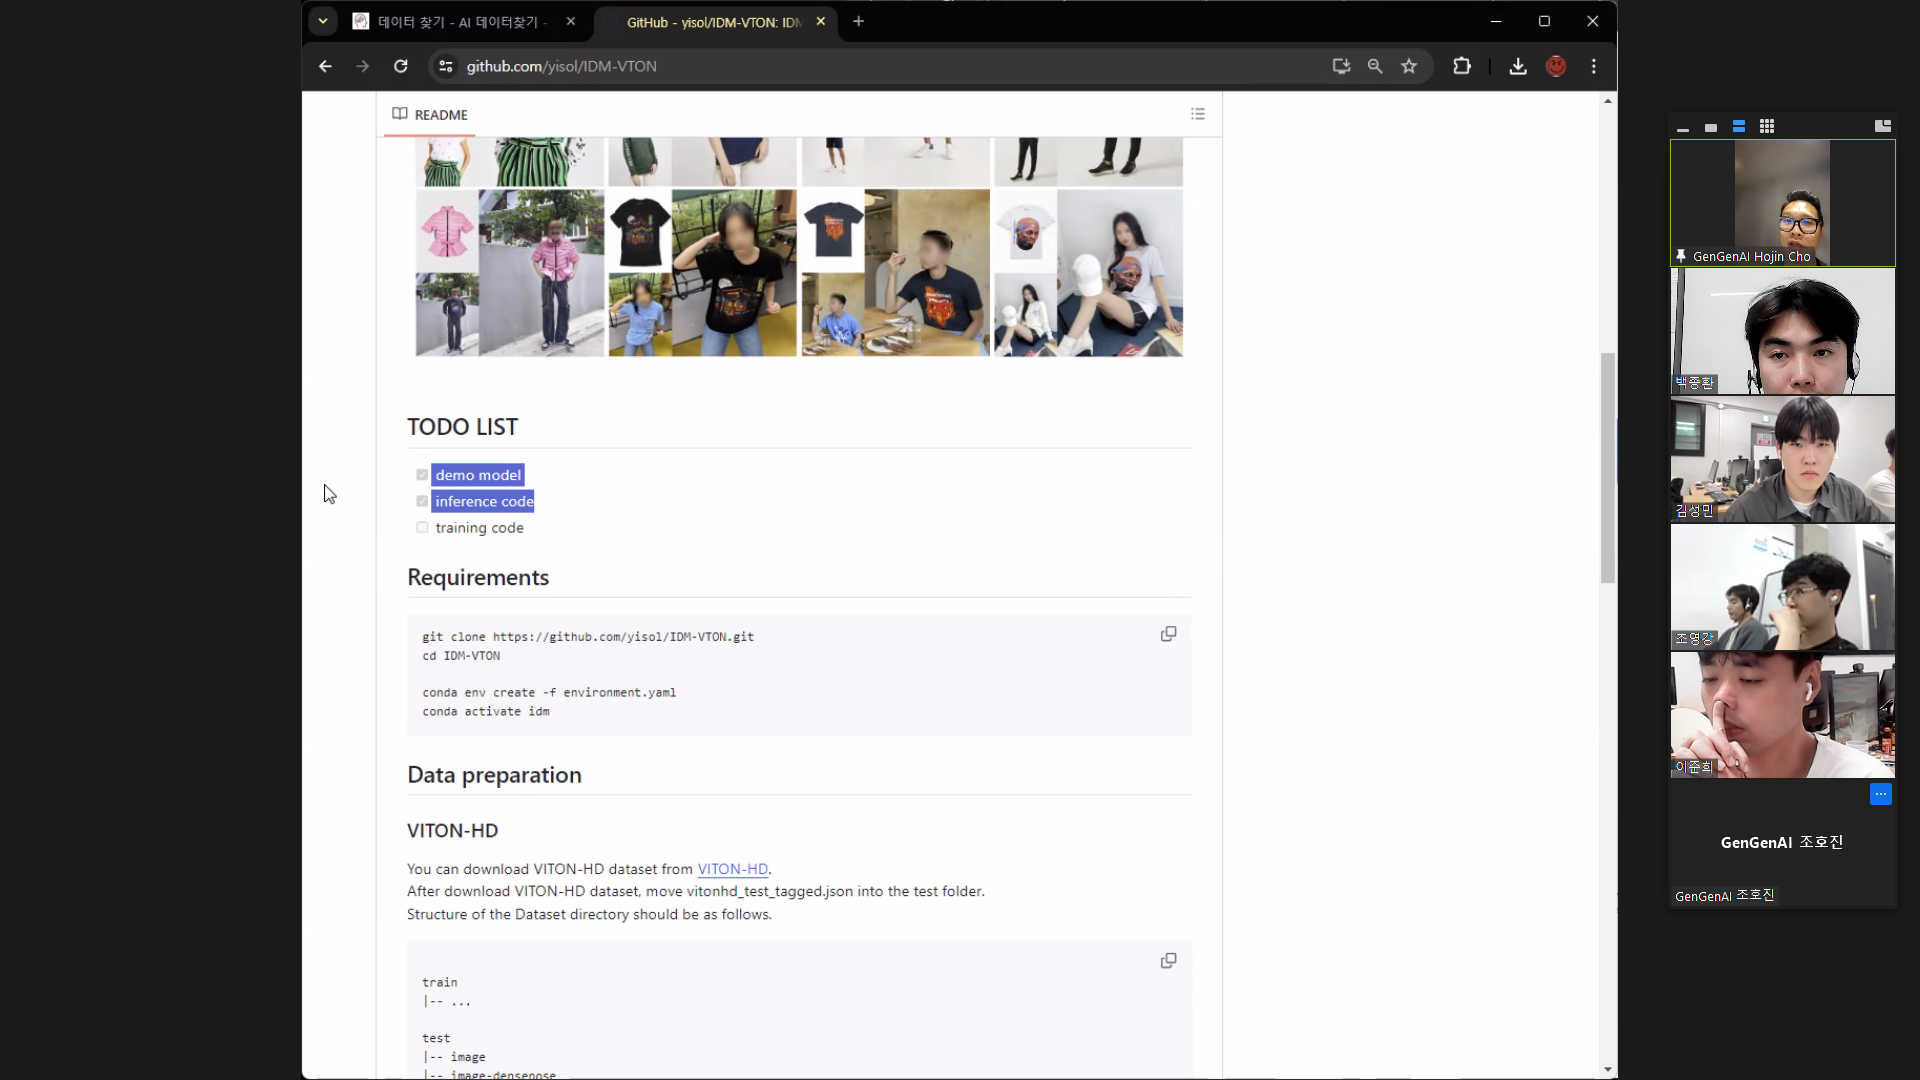 데이터 찾기 - AI 데이터찾기 -
GitHub - yisol/IDM-VTON: IDM
github.com/yisol/IDM-VTON
README
TODO LIST
demo model
inference code
training code
Requirements
git clone https://github.com/yisol/IDM-VTON.git
cd IDM-VTON
conda env create -f environment.yaml
conda activate idm
Data preparation
VITON-HD
You can download VITON-HD dataset from VITON-HD.
After download VITON-HD dataset, move vitonhd_test_tagged.json into the test folder.
Structure of the Dataset directory should be as follows.
train
|-- ...
test
|-- image
|-- image-densepose
GenGenAI Hojin Cho
백종환
김성민
조영강
이준희
GenGenAI 조호진
GenGenAI 조호진